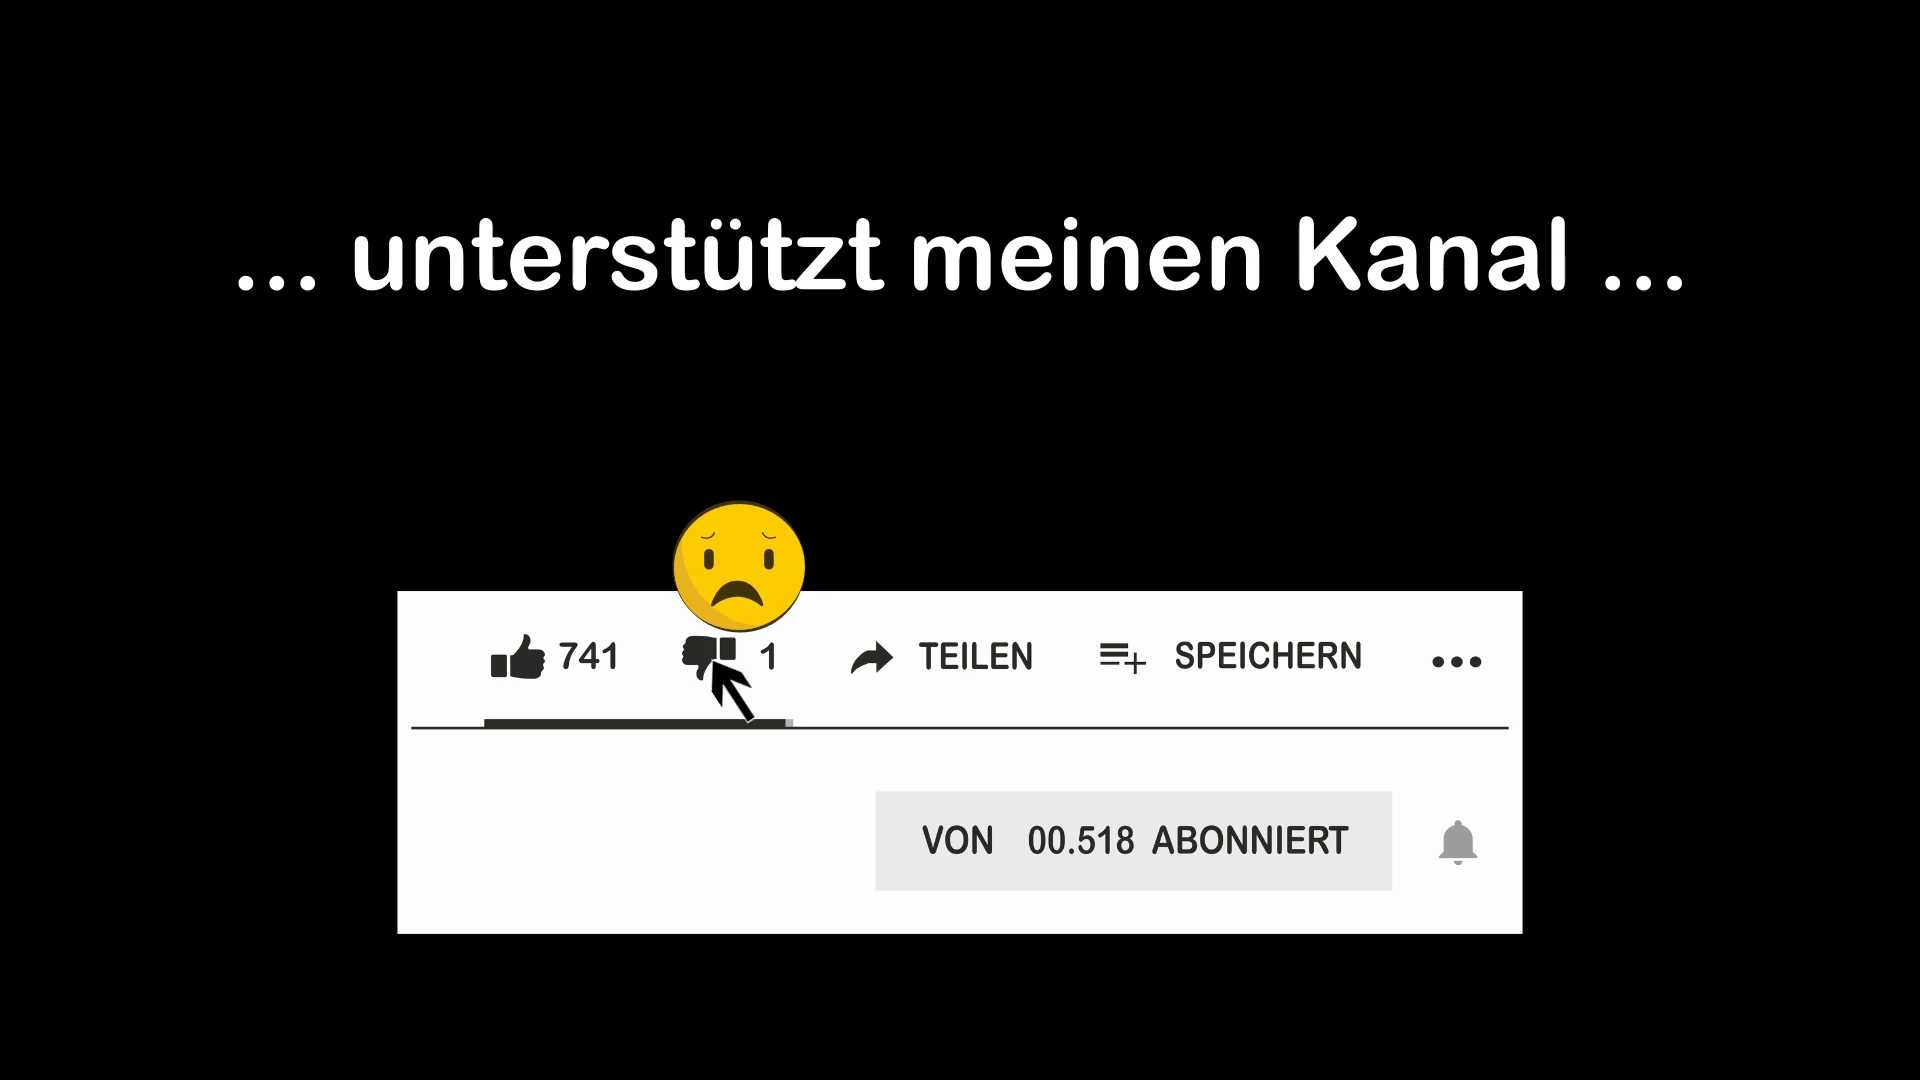 ... unterstützt meinen Kanal ...
741 1 TEILEN SPEICHERN
VON 00.518 ABONNIERT